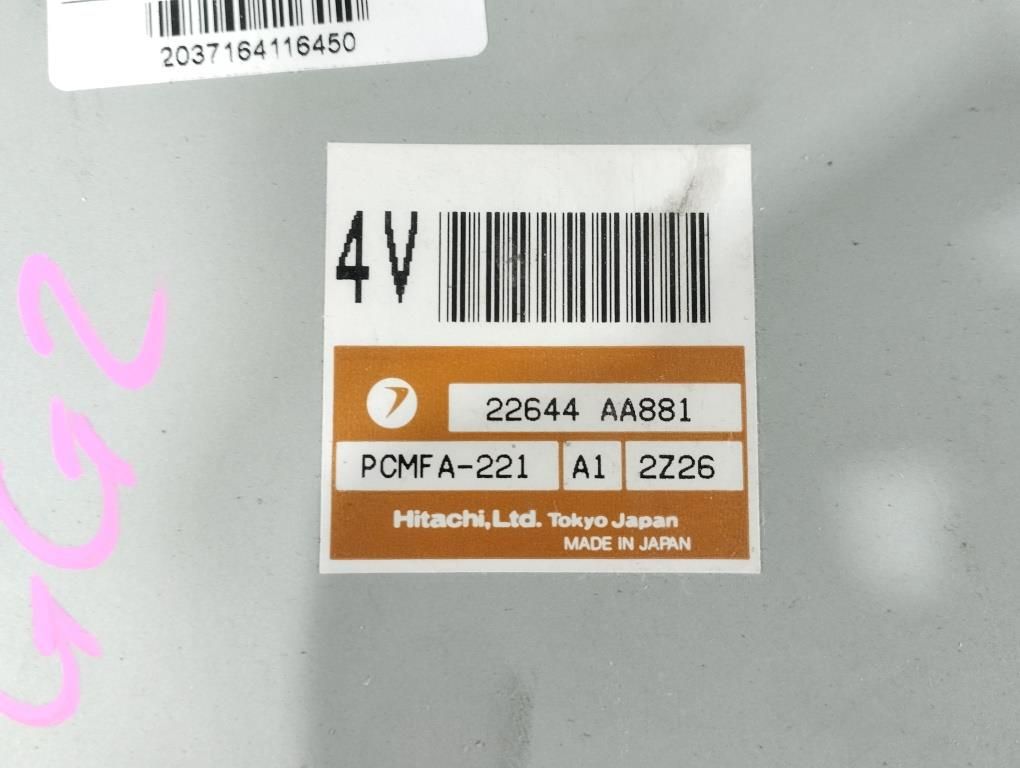 2037164116450
4V
22644 AA881
PCMFA-221 A1 2Z26
Hitachi,Ltd. Tokyo Japan
MADE IN JAPAN
GG2